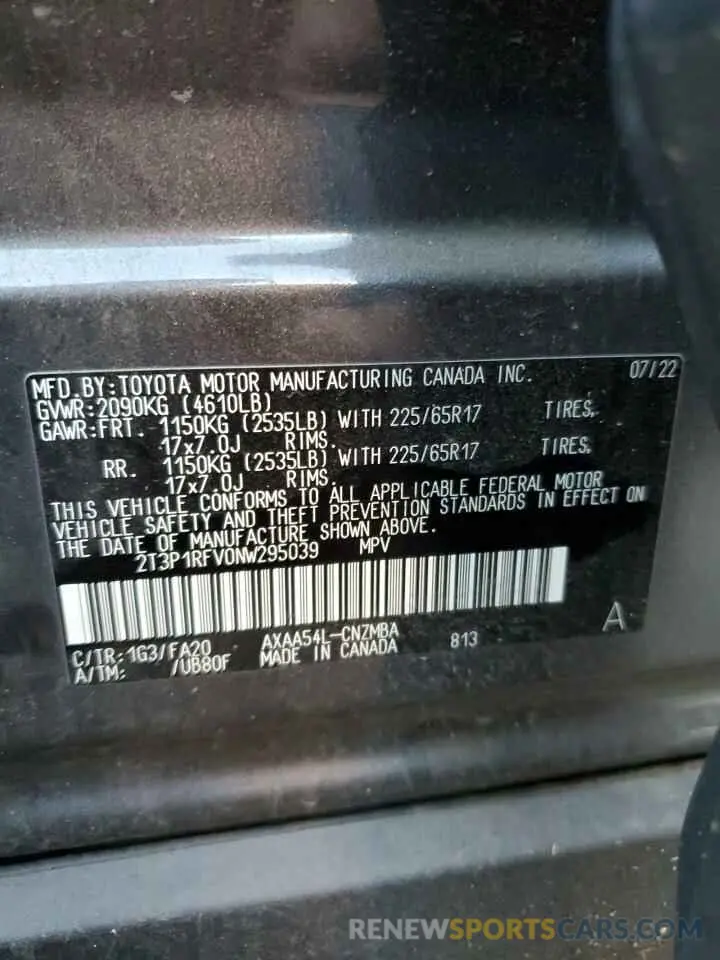 MFD. BY: TOYOTA MOTOR MANUFACTURING CANADA INC. 07/22
GVWR: 2090KG (4610LB)
GAWR: FRT. 1150KG (2535LB) WITH 225/65R17 TIRES,
17x7.0J RIMS.
RR. 1150KG (2535LB) WITH 225/65R17 TIRES,
17x7.0J RIMS.
THIS VEHICLE CONFORMS TO ALL APPLICABLE FEDERAL MOTOR
VEHICLE SAFETY AND THEFT PREVENTION STANDARDS IN EFFECT ON
THE DATE OF MANUFACTURE SHOWN ABOVE.
2T3P1RFV0NW295039 MPV
C/TR: 1G3/FA20 AXAA54L-CNZMBA 813 A
A/TM: /UB80F MADE IN CANADA
RENEWSPORTSCARS.COM